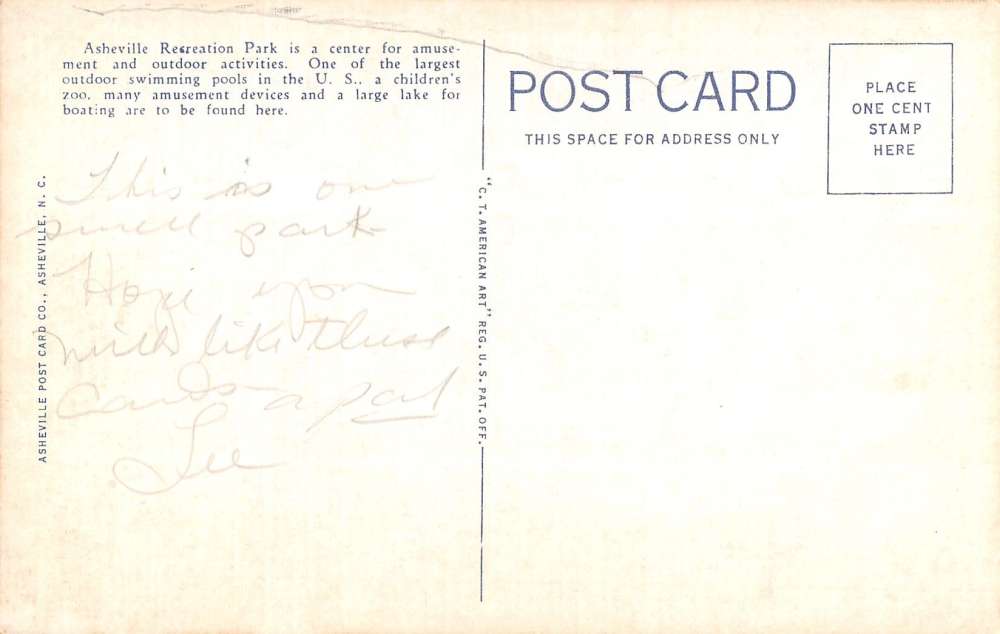 Asheville Recreation Park is a center for amuse-
ment and outdoor activities. One of the largest
outdoor swimming pools in the U. S., a children's
zoo, many amusement devices and a large lake for
boating are to be found here.
This is one
small park
Hope you
will like these
cards a pal
Lee
ASHEVILLE POST CARD CO., ASHEVILLE, N. C.
"C. T. AMERICAN ART" REG. U. S. PAT. OFF.
POST CARD
THIS SPACE FOR ADDRESS ONLY
PLACE
ONE CENT
STAMP
HERE